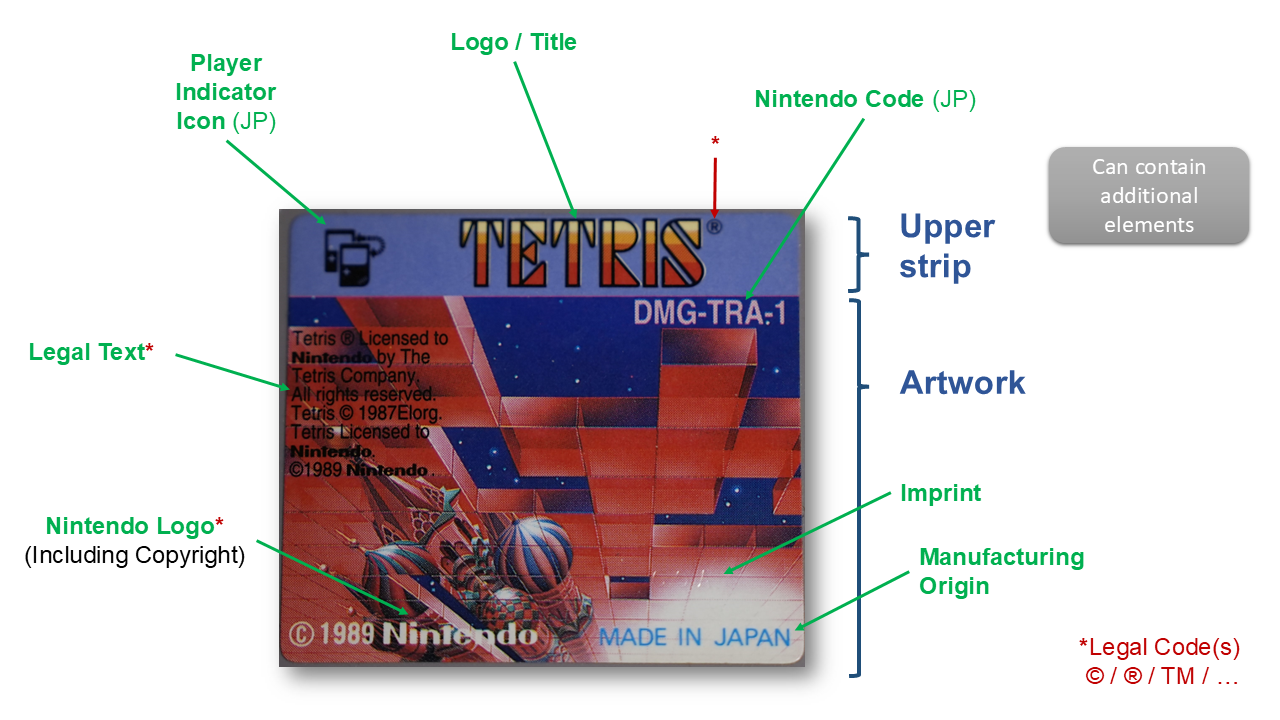 Logo / Title
Player
Indicator
Icon (JP)
Nintendo Code (JP)
*
Can contain
additional
elements
TETRIS®
Upper
strip
DMG-TRA-1
Tetris ® Licensed to
Nintendo by The
Tetris Company.
All rights reserved.
Tetris © 1987Elorg.
Tetris Licensed to
Nintendo.
©1989 Nintendo.
Legal Text*
Artwork
Imprint
Nintendo Logo*
(Including Copyright)
Manufacturing
Origin
© 1989 Nintendo
MADE IN JAPAN
*Legal Code(s)
© / ® / TM / …